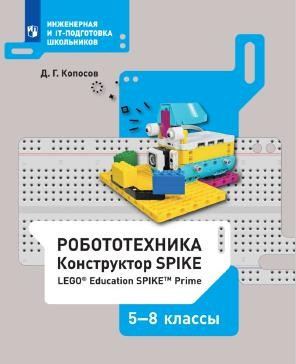 ИНЖЕНЕРНАЯ
И IT-ПОДГОТОВКА
ШКОЛЬНИКОВ
Д. Г. Копосов
РОБОТОТЕХНИКА
Конструктор SPIKE
LEGO® Education SPIKE™ Prime
5–8 классы